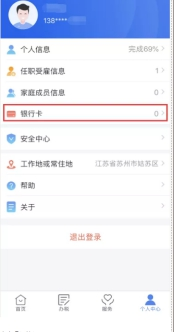 138****
个人信息 完成69% >
任职受雇信息 1 >
家庭成员信息 0 >
银行卡 0 >
安全中心 >
工作地或常住地 江苏省苏州市姑苏区 >
帮助 >
关于 >
退出登录
首页 办税 服务 个人中心